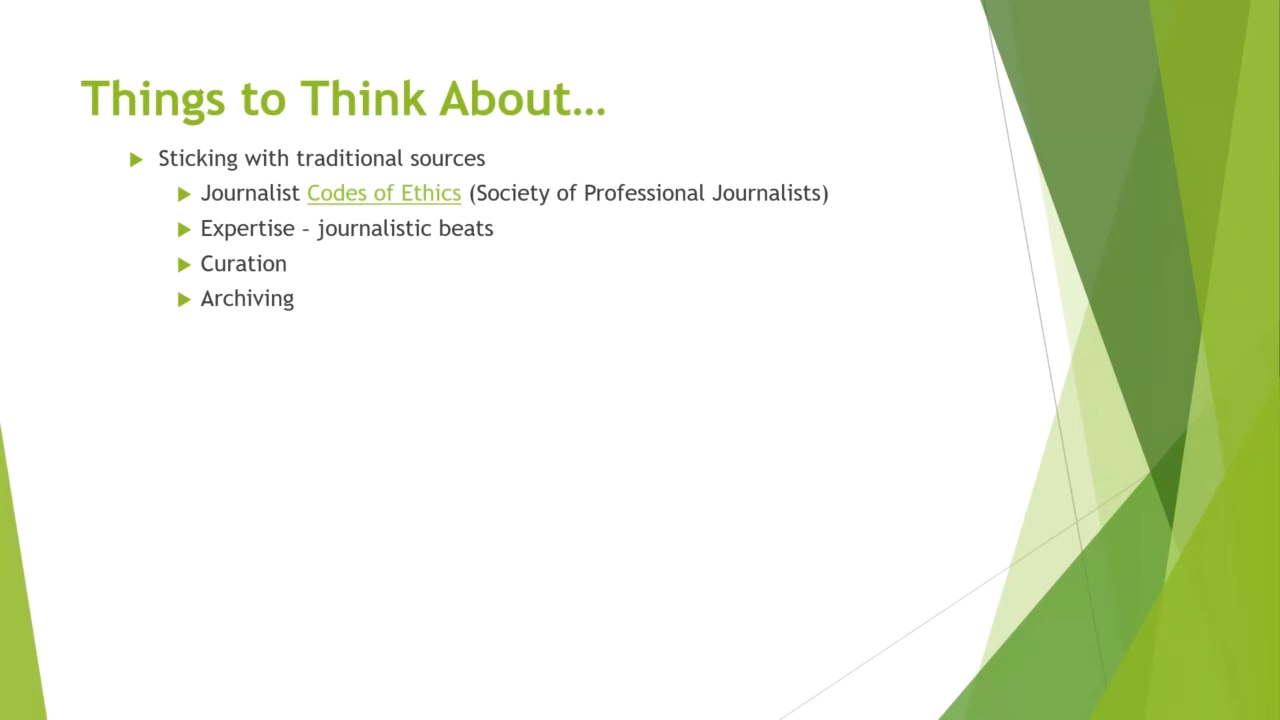 Things to Think About…
Sticking with traditional sources
Journalist Codes of Ethics (Society of Professional Journalists)
Expertise – journalistic beats
Curation
Archiving